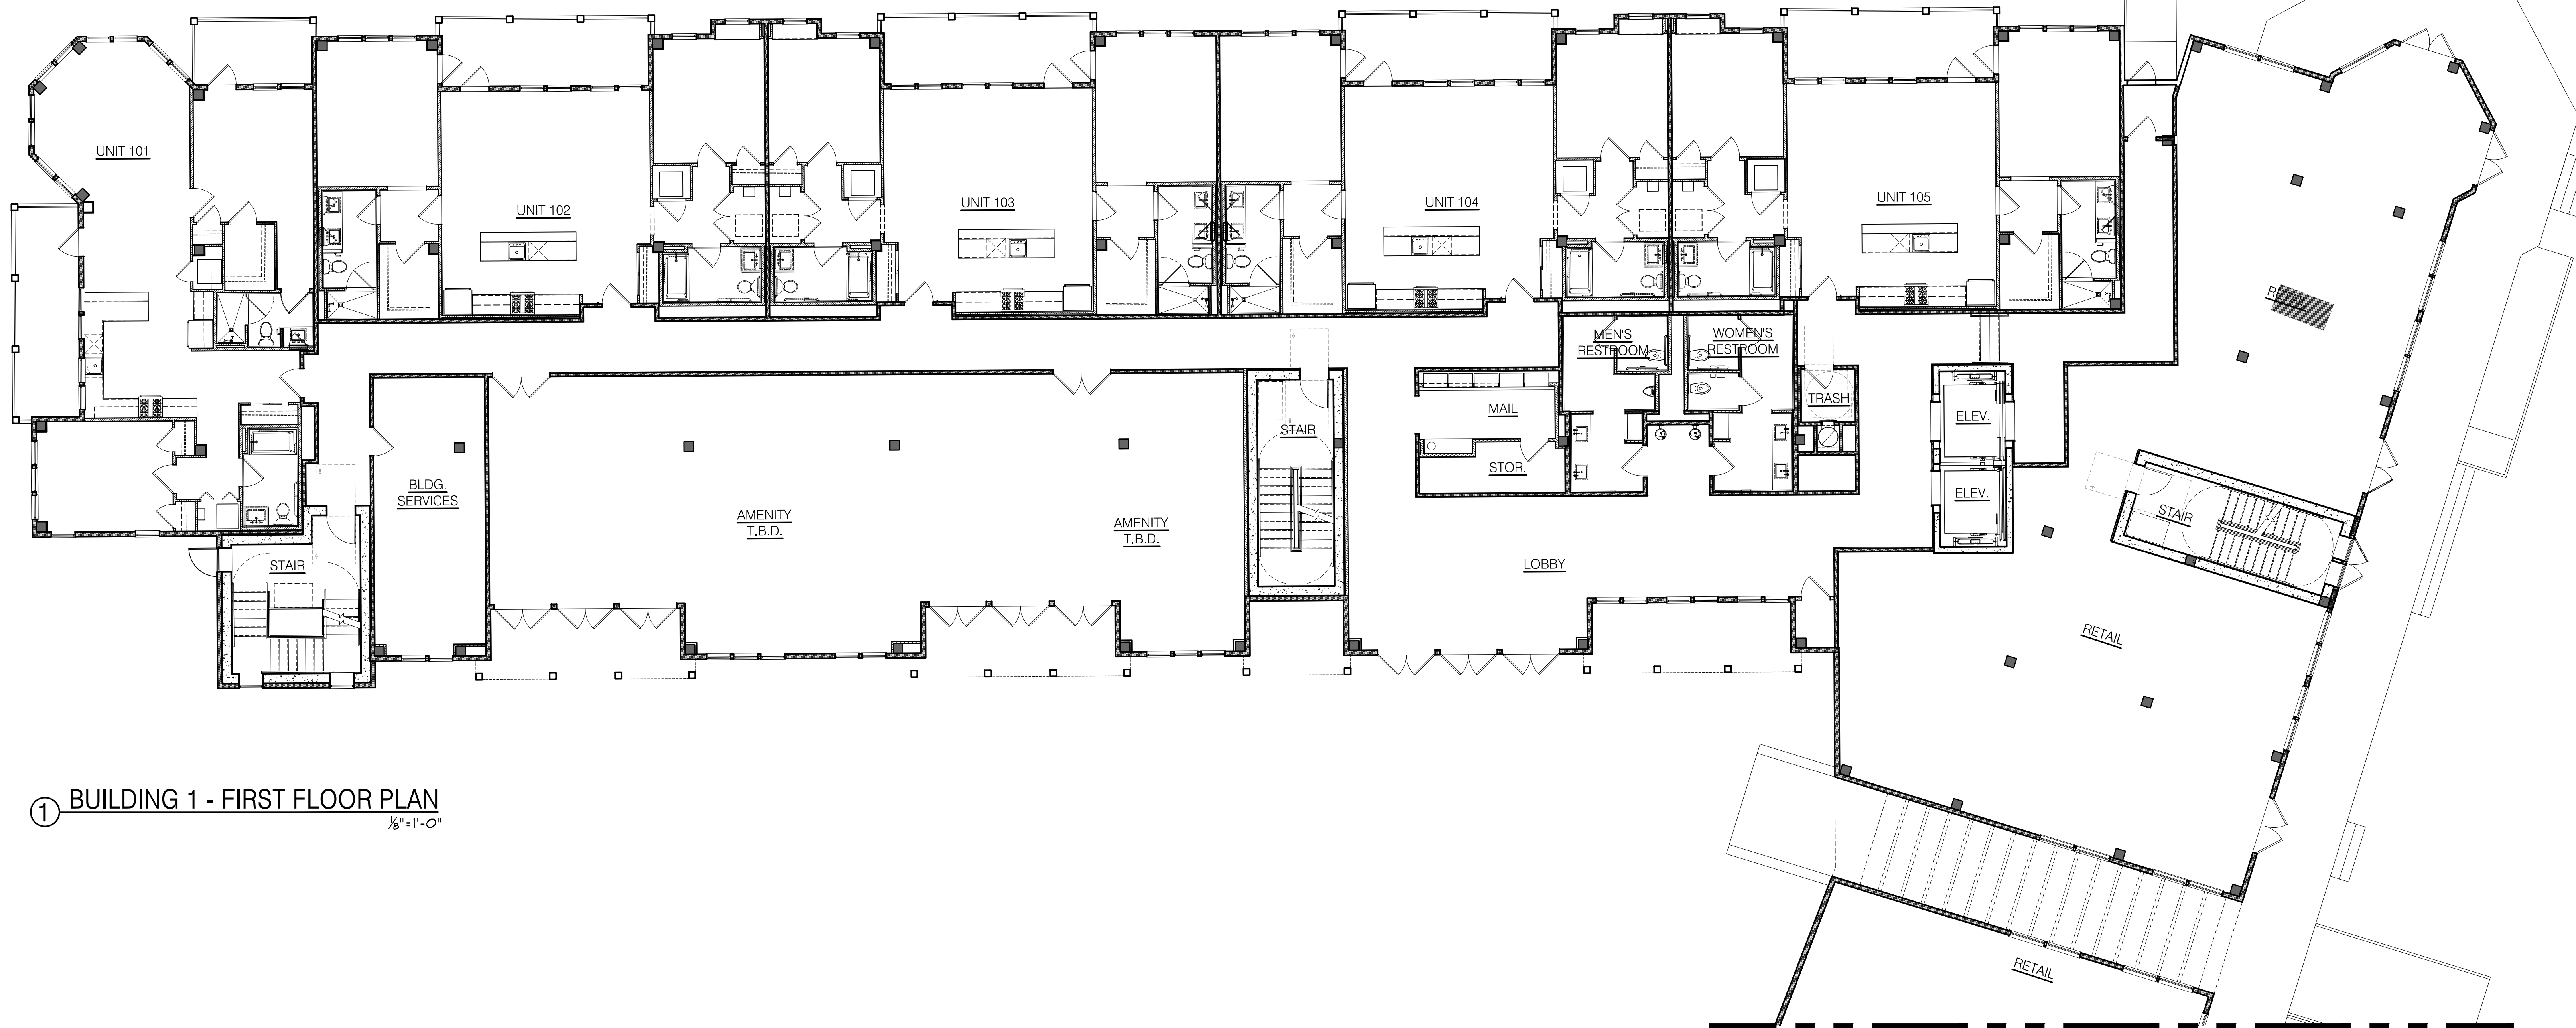 UNIT 101
UNIT 102
UNIT 103
UNIT 104
UNIT 105
RETAIL
MEN'S
RESTROOM
WOMEN'S
RESTROOM
TRASH
MAIL
STOR.
ELEV.
ELEV.
STAIR
STAIR
BLDG.
SERVICES
AMENITY
T.B.D.
AMENITY
T.B.D.
LOBBY
STAIR
RETAIL
RETAIL
1
BUILDING 1 - FIRST FLOOR PLAN
⅛"=1'-0"